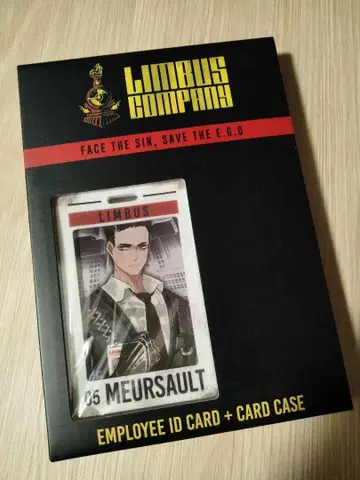 LIMBUS
COMPANY
FACE THE SIN, SAVE THE E.G.O
LIMBUS
05 MEURSAULT
EMPLOYEE ID CARD + CARD CASE